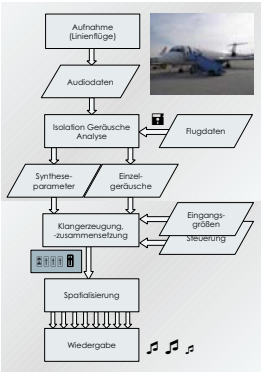 Aufnahme
(Linienflüge)
Audiodaten
Isolation Geräusche
Analyse
Flugdaten
Synthese-
parameter
Einzel-
geräusche
Klangerzeugung,
-zusammensetzung
Eingangs-
größen
Steuerung
Spatialisierung
Wiedergabe